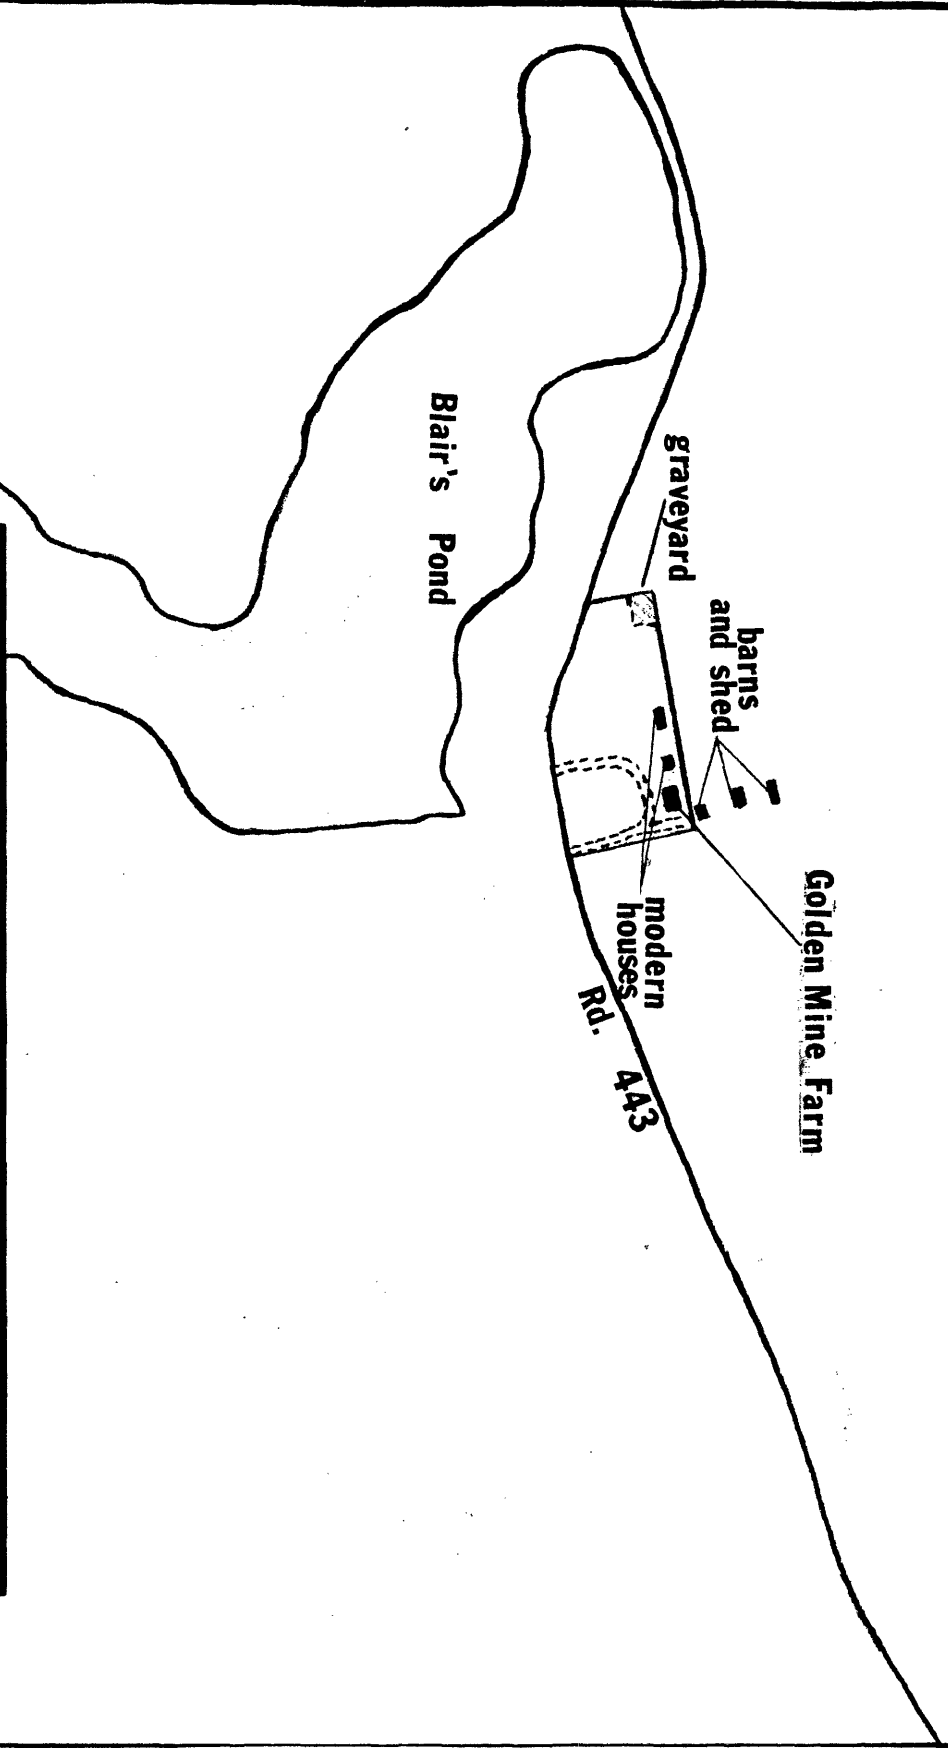 Golden Mine Farm
barns
and shed
graveyard
modern
houses
Rd. 443
Blair's Pond